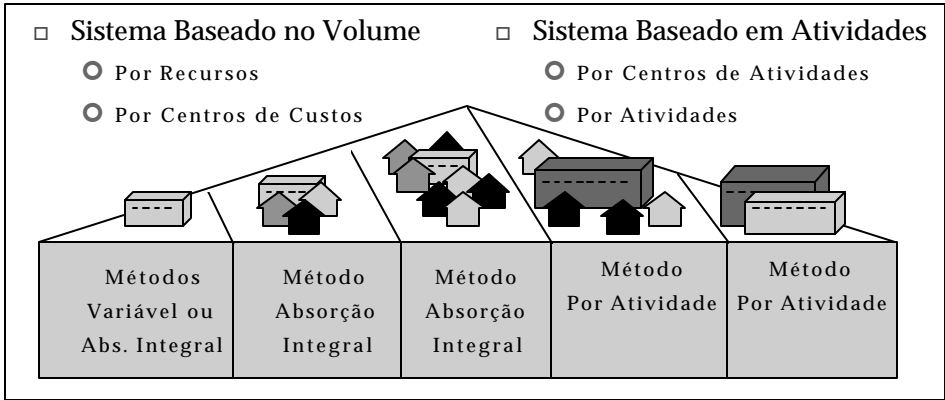 Sistema Baseado no Volume
Por Recursos
Por Centros de Custos
Sistema Baseado em Atividades
Por Centros de Atividades
Por Atividades
Métodos
Variável ou
Abs. Integral
Método
Absorção
Integral
Método
Absorção
Integral
Método
Por Atividade
Método
Por Atividade